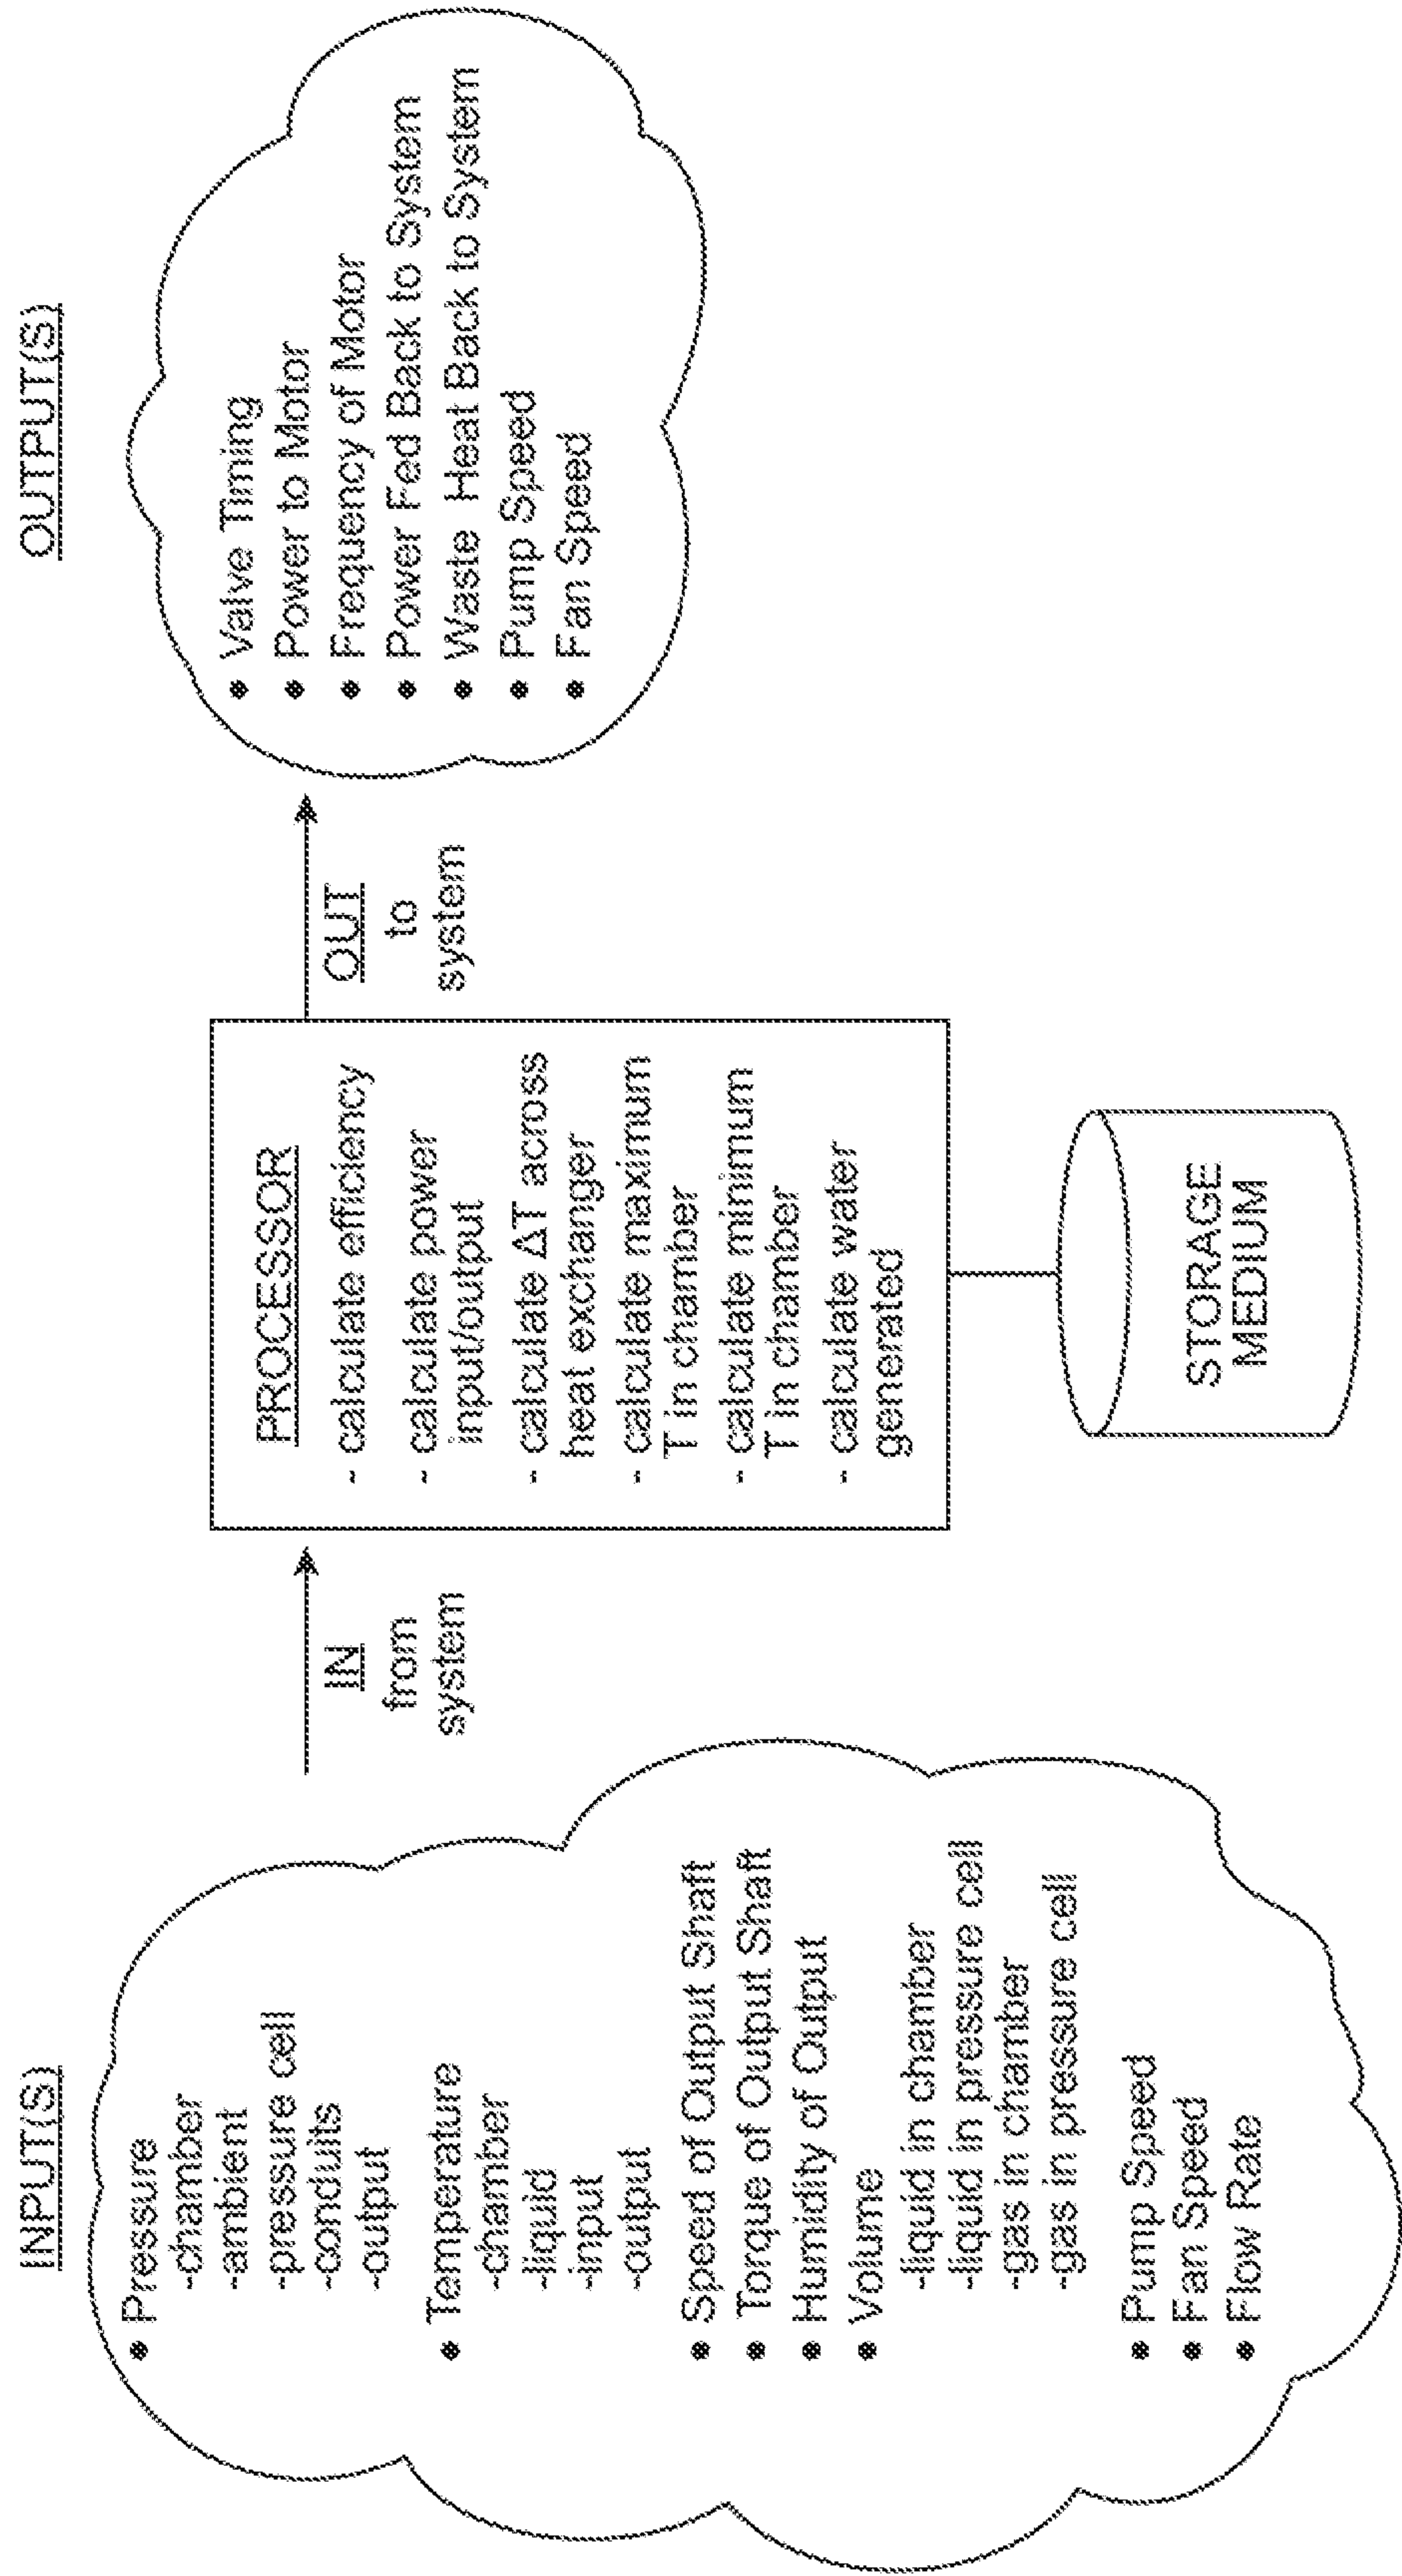 INPUT(S)
• Pressure
-chamber
-ambient
-pressure cell
-conduits
-output
• Temperature
-chamber
-liquid
-input
-output
• Speed of Output Shaft
• Torque of Output Shaft
• Humidity of Output
• Volume
-liquid in chamber
-liquid in pressure cell
-gas in chamber
-gas in pressure cell
• Pump Speed
• Fan Speed
• Flow Rate
IN
from
system
PROCESSOR
- calculate efficiency
- calculate power
input/output
- calculate ΔT across
heat exchanger
- calculate maximum
T in chamber
- calculate minimum
T in chamber
- calculate water
generated
STORAGE
MEDIUM
OUT
to
system
OUTPUT(S)
• Valve Timing
• Power to Motor
• Frequency of Motor
• Power Fed Back to System
• Waste Heat Back to System
• Pump Speed
• Fan Speed